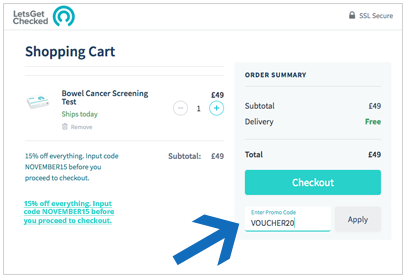 LetsGet
Checked
SSL Secure
Shopping Cart
Bowel Cancer Screening
Test
Ships today
Remove
£49
1
15% off everything. Input code
NOVEMBER15 before you
proceed to checkout.
Subtotal:
£49
15% off everything. Input
code NOVEMBER15 before
you proceed to checkout.
ORDER SUMMARY
Subtotal
£49
Delivery
Free
Total
£49
Checkout
Enter Promo Code
VOUCHER20
Apply